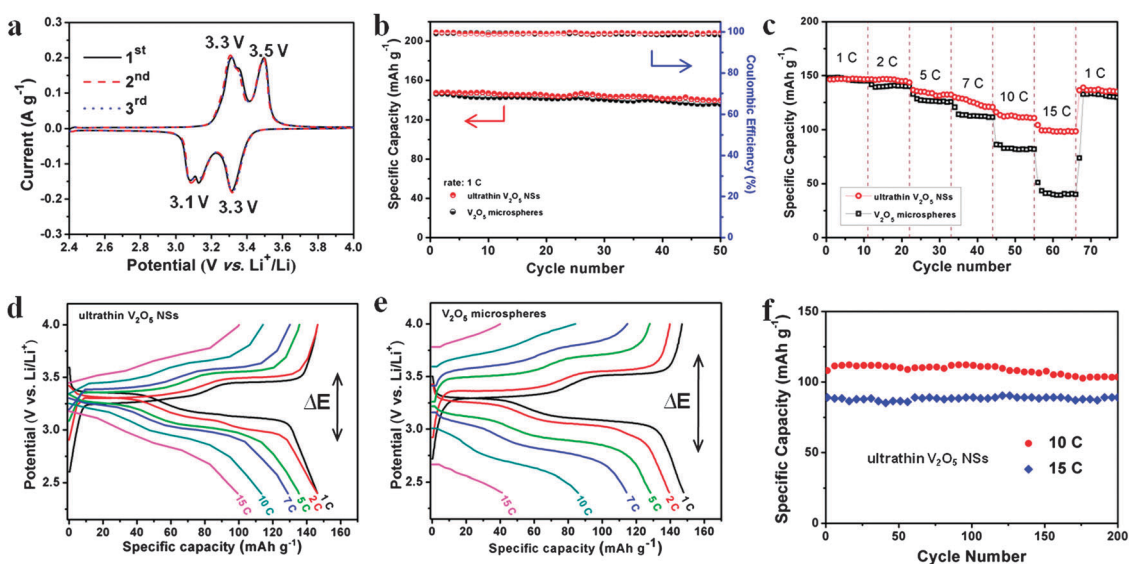 a
0.3
0.2
0.1
0.0
-0.1
-0.2
-0.3
Current (A g⁻¹)
3.3 V
3.5 V
1ˢᵗ
2ⁿᵈ
3ʳᵈ
3.1 V
3.3 V
2.4
2.8
3.2
3.6
4.0
Potential (V vs. Li⁺/Li)
b
200
160
120
80
40
0
Specific Capacity (mAh g⁻¹)
rate: 1 C
ultrathin V₂O₅ NSs
V₂O₅ microspheres
100
80
60
40
20
0
Coulombic Efficiency (%)
0
10
20
30
40
50
Cycle number
c
200
150
100
50
0
Specific Capacity (mAh g⁻¹)
1 C
2 C
5 C
7 C
10 C
15 C
1 C
ultrathin V₂O₅ NSs
V₂O₅ microspheres
0
10
20
30
40
50
60
70
Cycle number
d
ultrathin V₂O₅ NSs
4.0
3.5
3.0
2.5
Potential (V vs. Li/Li⁺)
ΔE
15 C
10 C
7 C
5 C
2 C
1 C
0
20
40
60
80
100
120
140
160
Specific capacity (mAh g⁻¹)
e
V₂O₅ microspheres
4.0
3.5
3.0
2.5
Potential (V vs. Li/Li⁺)
ΔE
15 C
10 C
7 C
5 C
2 C
1 C
0
20
40
60
80
100
120
140
160
170
Specific capacity (mAh g⁻¹)
f
150
100
50
0
Specific Capacity (mAh g⁻¹)
10 C
ultrathin V₂O₅ NSs
15 C
0
50
100
150
200
Cycle Number